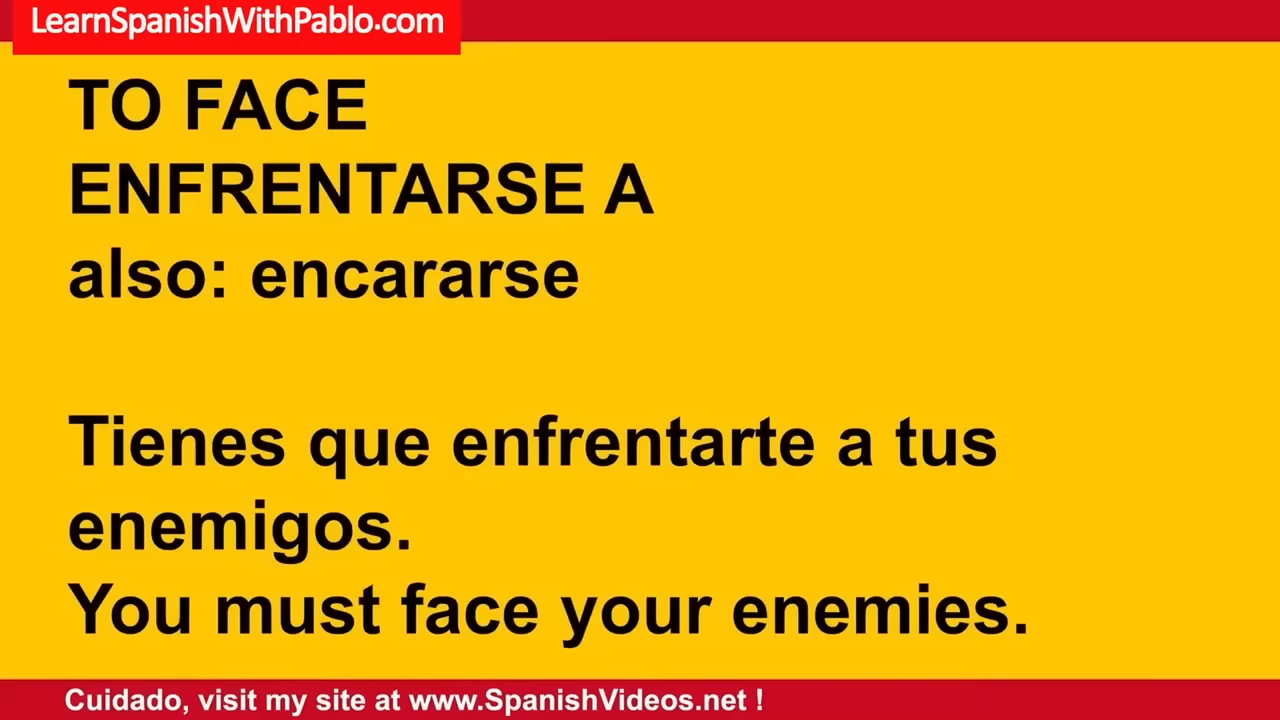 LearnSpanishWithPablo.com
TO FACE
ENFRENTARSE A
also: encararse
Tienes que enfrentarte a tus
enemigos.
You must face your enemies.
Cuidado, visit my site at www.SpanishVideos.net !